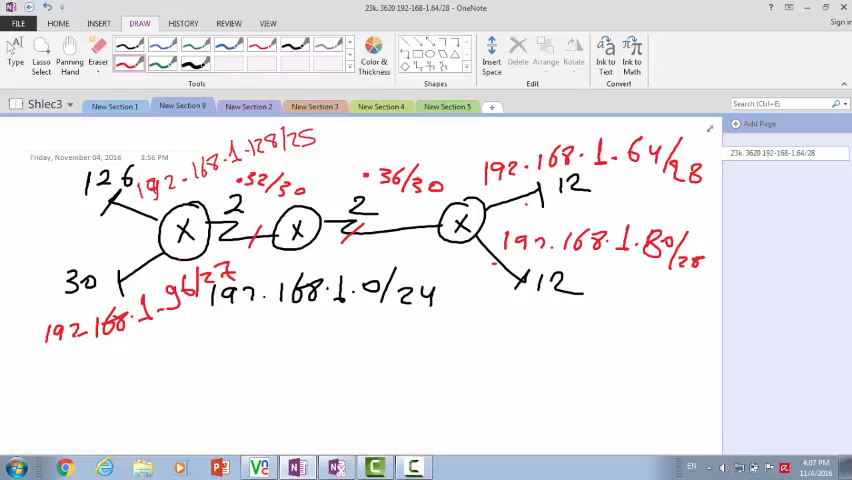 23k. 3620 192-168-1.64/28 - OneNote
FILE HOME INSERT DRAW HISTORY REVIEW VIEW
Sign in
Type Lasso Select Panning Hand Eraser
Color & Thickness
Insert Space Delete Arrange Rotate
Ink to Text Ink to Math
Tools Shapes Edit Convert
Shlec3 New Section 1 New Section 9 New Section 2 New Section 3 New Section 4 New Section 5
Search (Ctrl+E)
Add Page
23k. 3620 192-168-1.64/28
Friday, November 04, 2016 3:56 PM
126
192.168.1.128/25
.32/30
2
.36/30
2
192.168.1.64/28
12
X X X
30
192.168.1.96/27
192.168.1.0/24
192.168.1.80/28
12
EN
4:07 PM
11/4/2016